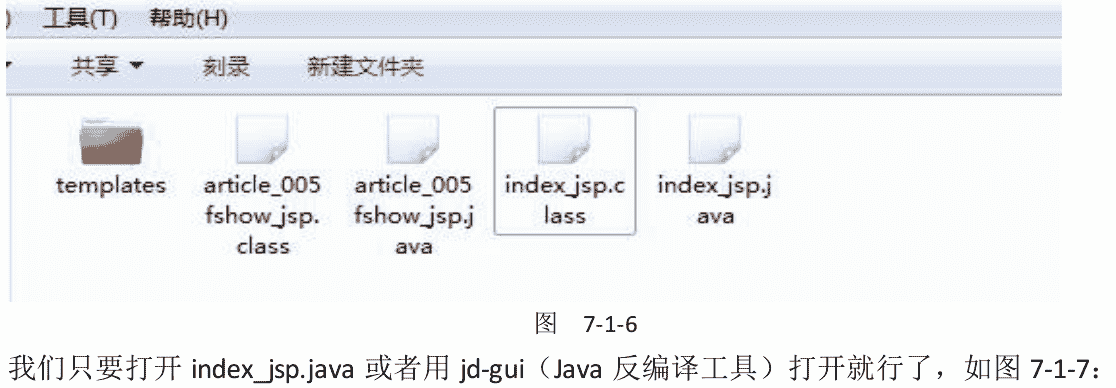 工具(T) 帮助(H)
共享 刻录 新建文件夹
templates
article_005
fshow_jsp.
class
article_005
fshow_jsp.j
ava
index_jsp.c
lass
index_jsp.j
ava
图 7-1-6
我们只要打开 index_jsp.java 或者用 jd-gui（Java 反编译工具）打开就行了，如图 7-1-7：